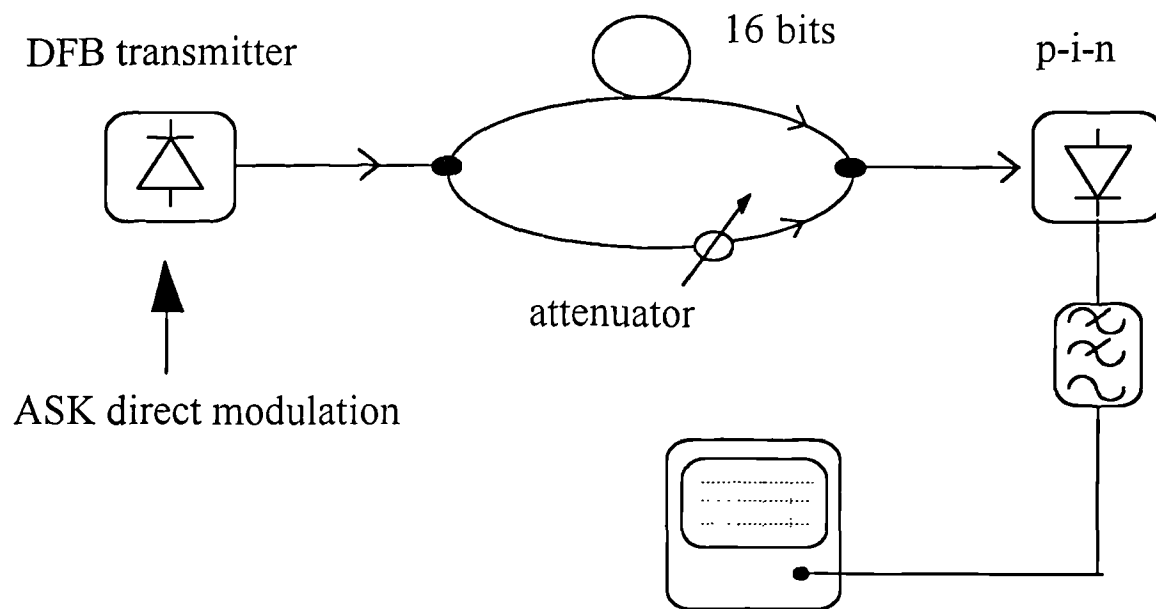 16 bits
DFB transmitter
p-i-n
attenuator
ASK direct modulation